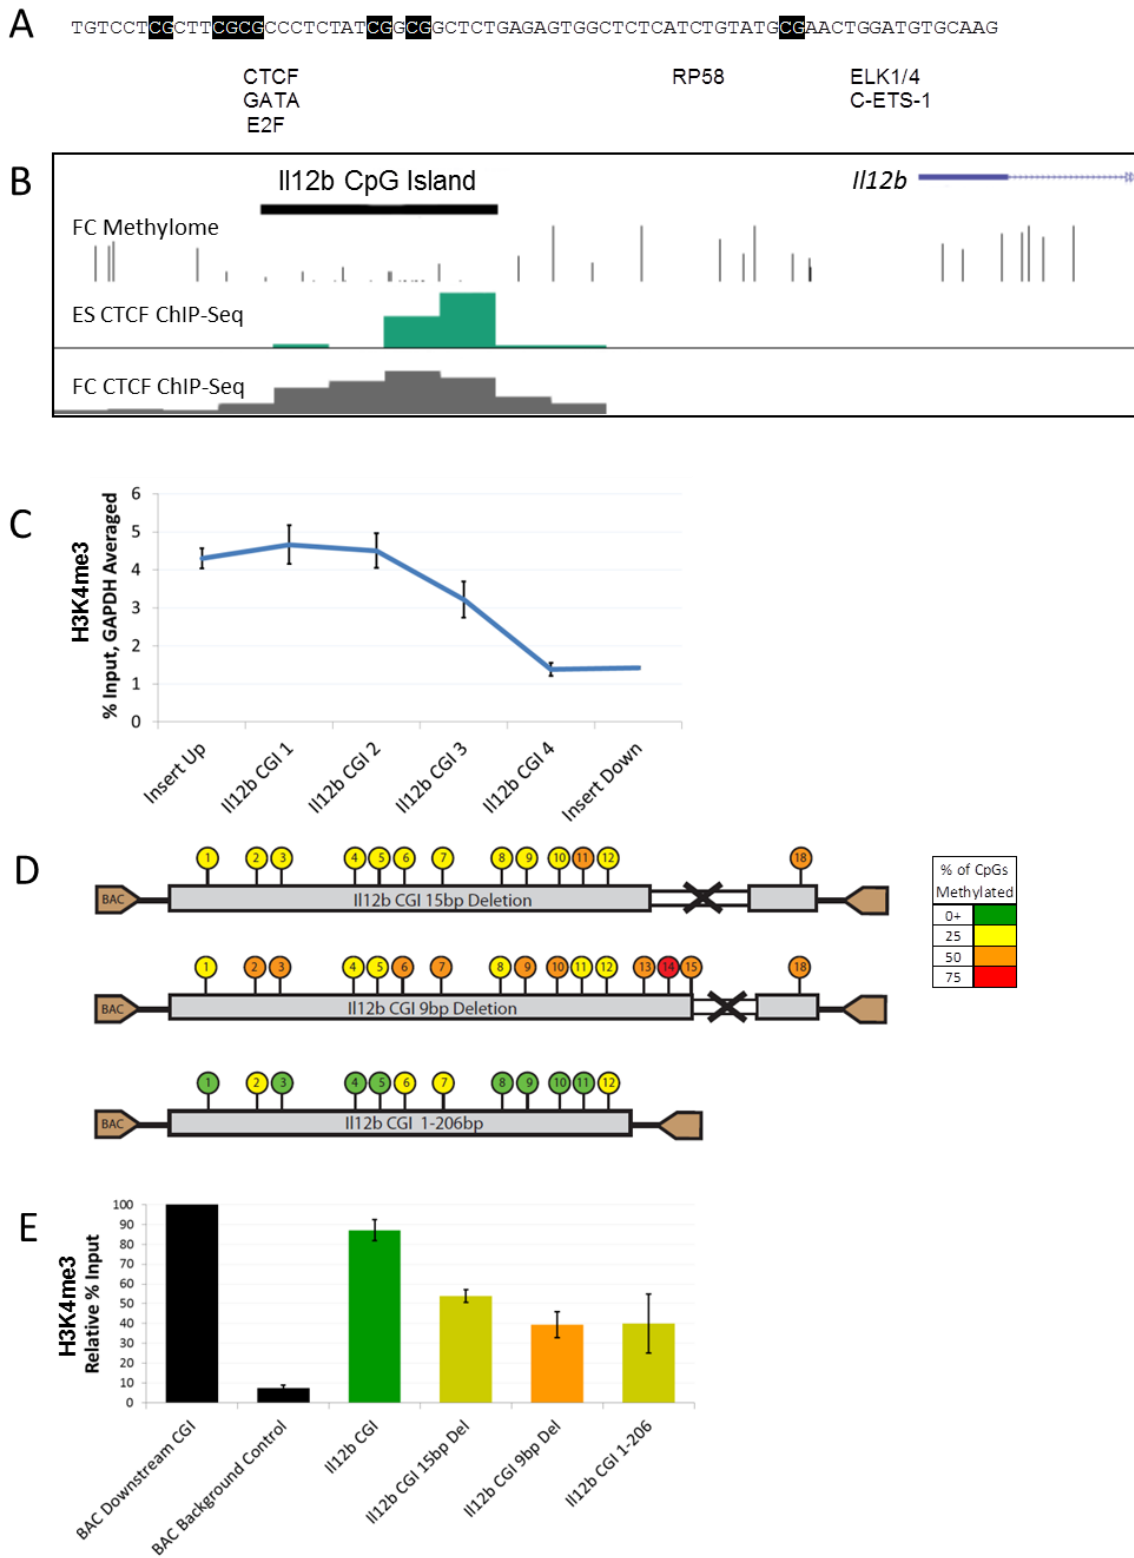 A
TGTCCTCGCTTCGCGCCCTCTATCGGCGGCTCTGAGAGTGGCTCTCATCTGTATGCGAACTGGATGTGCAAG
CTCF RP58 ELK1/4
GATA C-ETS-1
E2F
B
Il12b CpG Island
Il12b
FC Methylome
ES CTCF ChIP-Seq
FC CTCF ChIP-Seq
C
H3K4me3
% Input, GAPDH Averaged
6
5
4
3
2
1
0
Insert Up
Il12b CGI 1
Il12b CGI 2
Il12b CGI 3
Il12b CGI 4
Insert Down
D
1 2 3 4 5 6 7 8 9 10 11 12 18
BAC
Il12b CGI 15bp Deletion
1 2 3 4 5 6 7 8 9 10 11 12 13 14 15 18
BAC
Il12b CGI 9bp Deletion
1 2 3 4 5 6 7 8 9 10 11 12
BAC
Il12b CGI 1-206bp
% of CpGs
Methylated
0+
25
50
75
E
H3K4me3
Relative % Input
100
90
80
70
60
50
40
30
20
10
0
BAC Downstream CGI
BAC Background Control
Il12b CGI
Il12b CGI 15bp Del
Il12b CGI 9bp Del
Il12b CGI 1-206